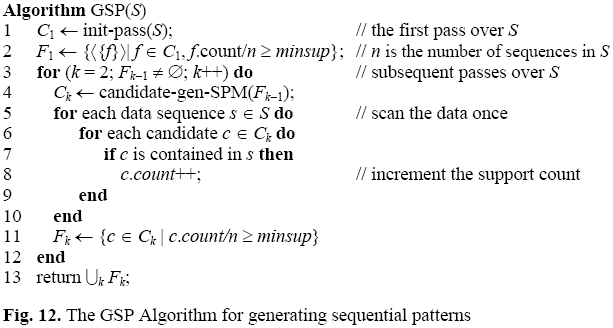 Algorithm GSP(S)
1 C₁ ← init-pass(S); // the first pass over S
2 F₁ ← {⟨{f}⟩| f ∈ C₁, f.count/n ≥ minsup}; // n is the number of sequences in S
3 for (k = 2; Fₖ₋₁ ≠ ∅; k++) do // subsequent passes over S
4 Cₖ ← candidate-gen-SPM(Fₖ₋₁);
5 for each data sequence s ∈ S do // scan the data once
6 for each candidate c ∈ Cₖ do
7 if c is contained in s then
8 c.count++; // increment the support count
9 end
10 end
11 Fₖ ← {c ∈ Cₖ | c.count/n ≥ minsup}
12 end
13 return ⋃ₖ Fₖ;
Fig. 12. The GSP Algorithm for generating sequential patterns